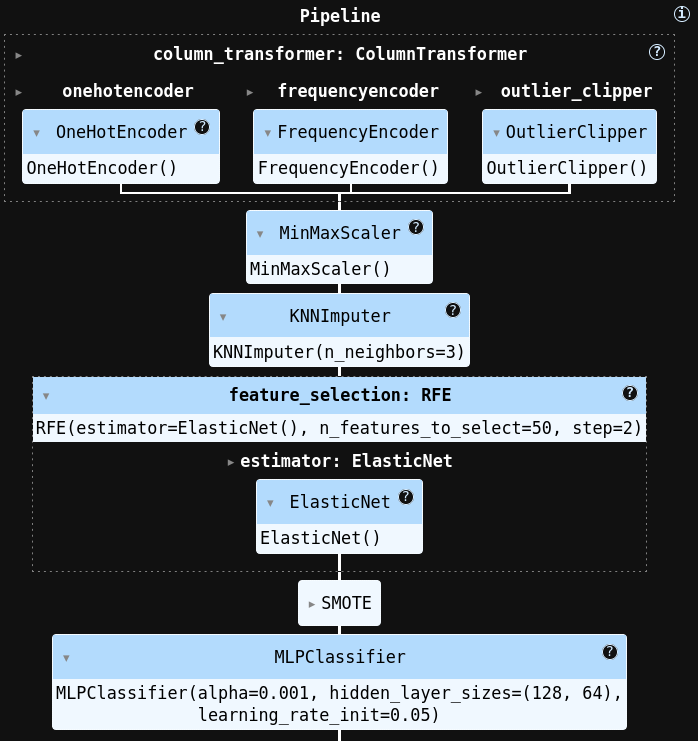 Pipeline
column_transformer: ColumnTransformer
onehotencoder frequencyencoder outlier_clipper
OneHotEncoder FrequencyEncoder OutlierClipper
OneHotEncoder() FrequencyEncoder() OutlierClipper()
MinMaxScaler
MinMaxScaler()
KNNImputer
KNNImputer(n_neighbors=3)
feature_selection: RFE
RFE(estimator=ElasticNet(), n_features_to_select=50, step=2)
estimator: ElasticNet
ElasticNet
ElasticNet()
SMOTE
MLPClassifier
MLPClassifier(alpha=0.001, hidden_layer_sizes=(128, 64),
learning_rate_init=0.05)